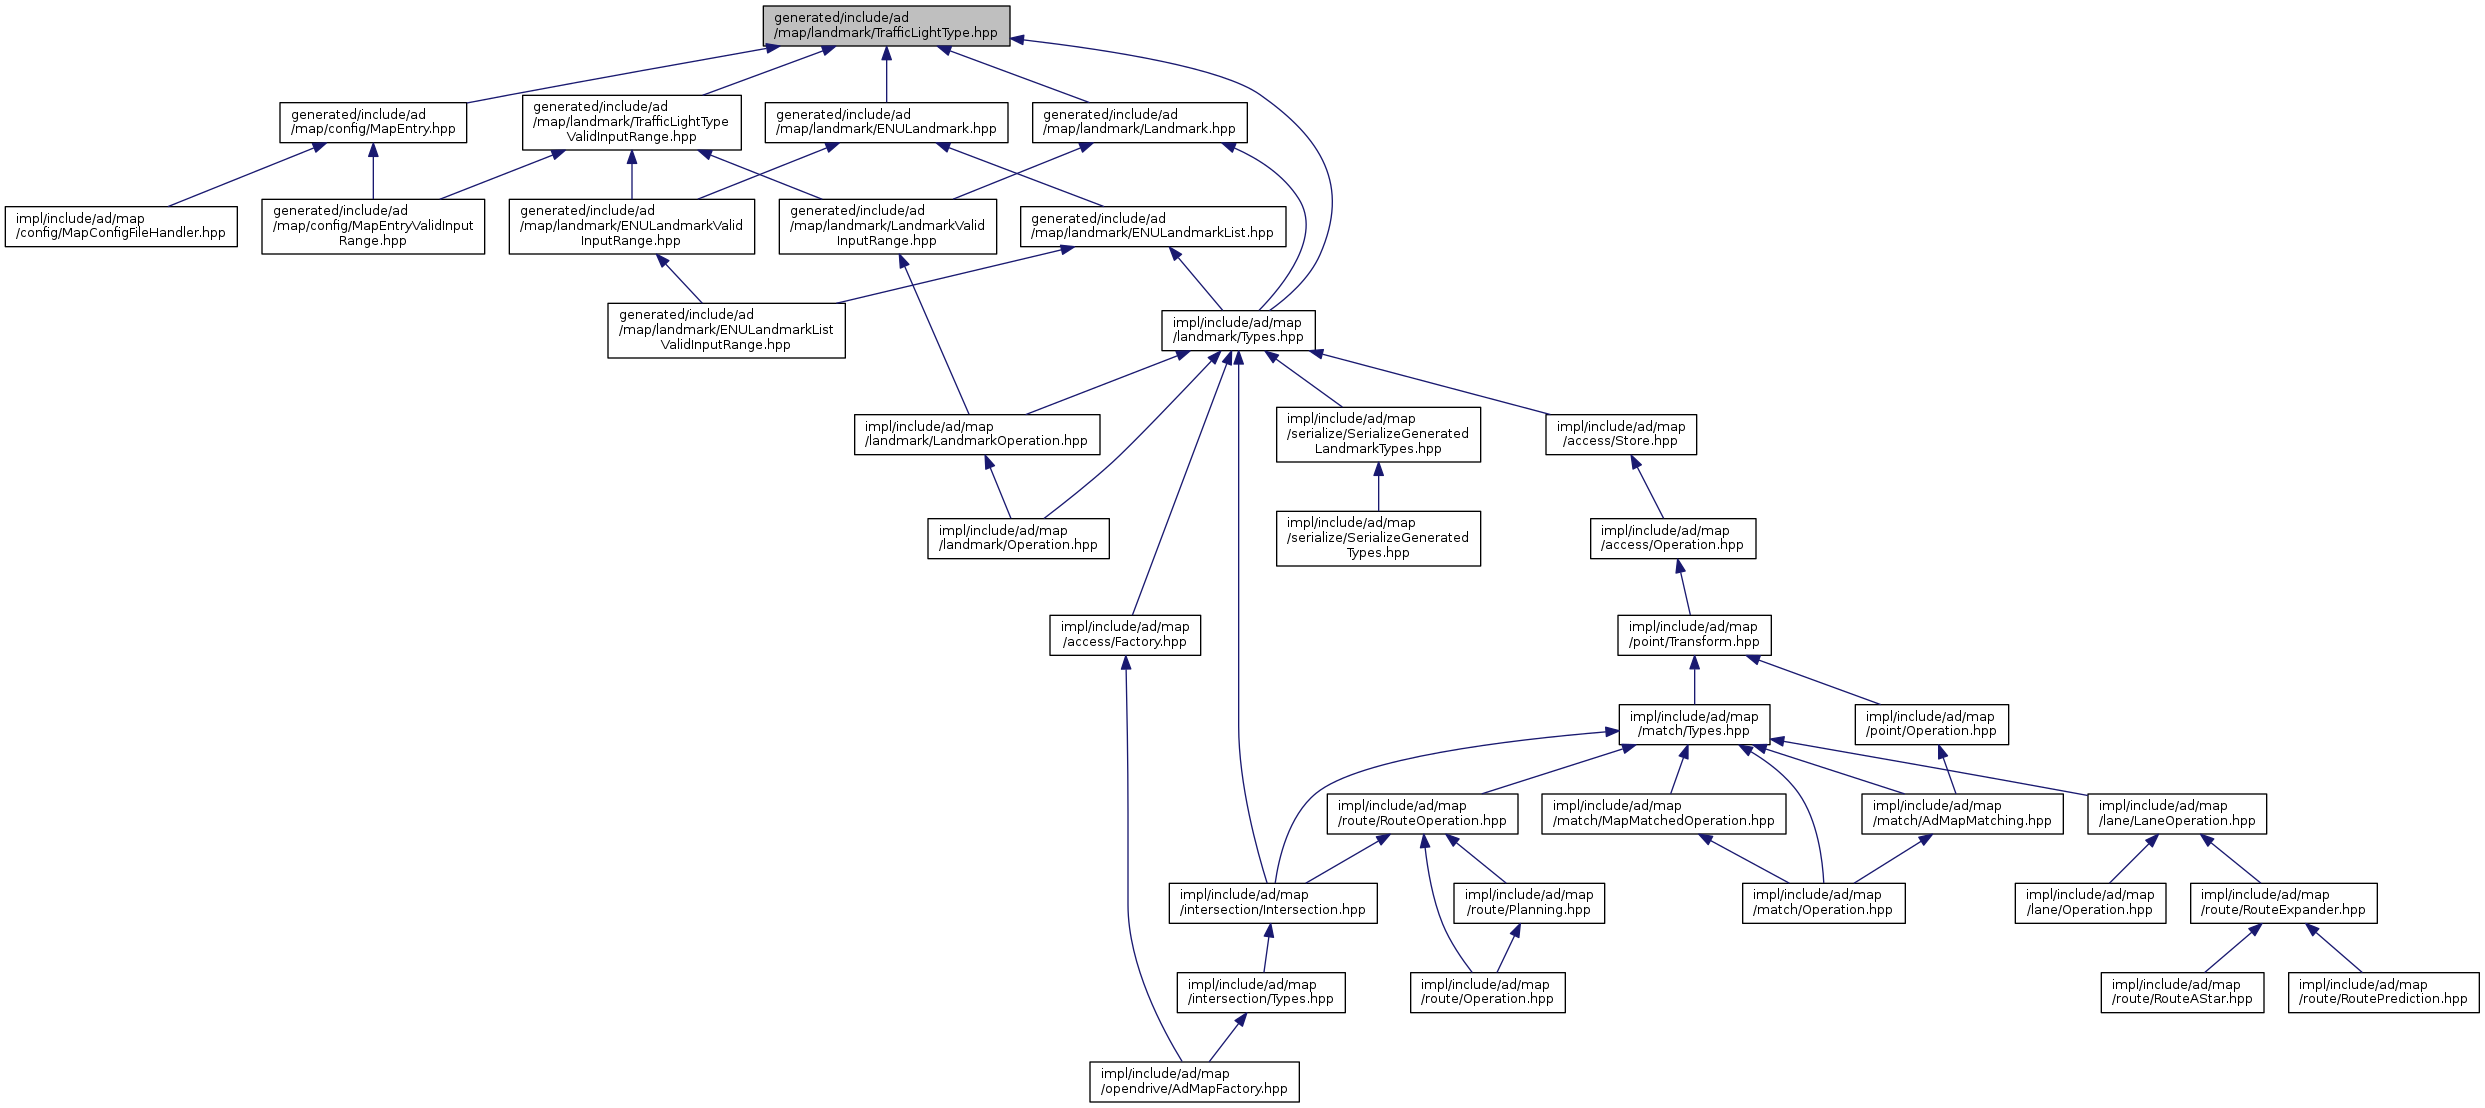 generated/include/ad
/map/landmark/TrafficLightType.hpp
generated/include/ad
/map/config/MapEntry.hpp
generated/include/ad
/map/landmark/TrafficLightType
ValidInputRange.hpp
generated/include/ad
/map/landmark/ENULandmark.hpp
generated/include/ad
/map/landmark/Landmark.hpp
impl/include/ad/map
/config/MapConfigFileHandler.hpp
generated/include/ad
/map/config/MapEntryValidInput
Range.hpp
generated/include/ad
/map/landmark/ENULandmarkValid
InputRange.hpp
generated/include/ad
/map/landmark/LandmarkValid
InputRange.hpp
generated/include/ad
/map/landmark/ENULandmarkList.hpp
generated/include/ad
/map/landmark/ENULandmarkList
ValidInputRange.hpp
impl/include/ad/map
/landmark/Types.hpp
impl/include/ad/map
/landmark/LandmarkOperation.hpp
impl/include/ad/map
/serialize/SerializeGenerated
LandmarkTypes.hpp
impl/include/ad/map
/access/Store.hpp
impl/include/ad/map
/landmark/Operation.hpp
impl/include/ad/map
/serialize/SerializeGenerated
Types.hpp
impl/include/ad/map
/access/Operation.hpp
impl/include/ad/map
/access/Factory.hpp
impl/include/ad/map
/point/Transform.hpp
impl/include/ad/map
/match/Types.hpp
impl/include/ad/map
/point/Operation.hpp
impl/include/ad/map
/route/RouteOperation.hpp
impl/include/ad/map
/match/MapMatchedOperation.hpp
impl/include/ad/map
/match/AdMapMatching.hpp
impl/include/ad/map
/lane/LaneOperation.hpp
impl/include/ad/map
/intersection/Intersection.hpp
impl/include/ad/map
/route/Planning.hpp
impl/include/ad/map
/match/Operation.hpp
impl/include/ad/map
/lane/Operation.hpp
impl/include/ad/map
/route/RouteExpander.hpp
impl/include/ad/map
/intersection/Types.hpp
impl/include/ad/map
/route/Operation.hpp
impl/include/ad/map
/route/RouteAStar.hpp
impl/include/ad/map
/route/RoutePrediction.hpp
impl/include/ad/map
/opendrive/AdMapFactory.hpp